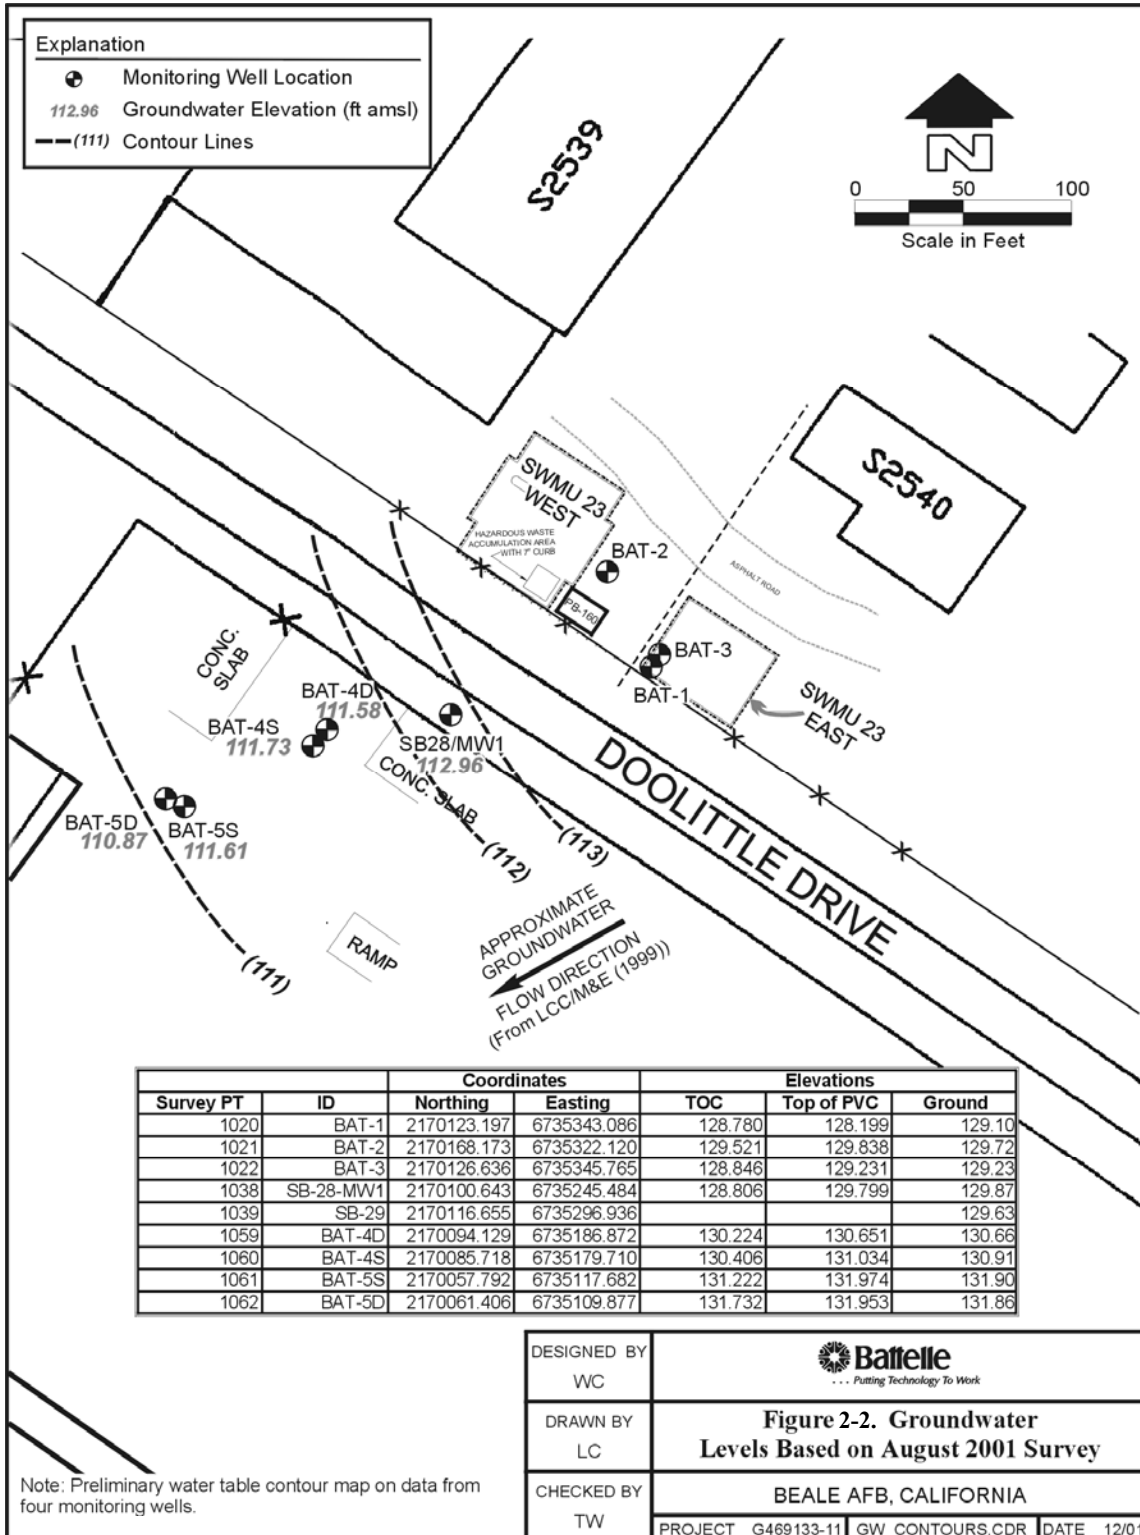 Explanation
Monitoring Well Location
112.96 Groundwater Elevation (ft amsl)
(111) Contour Lines
S2539
N
0 50 100
Scale in Feet
S2540
SWMU 23
WEST
HAZARDOUS WASTE
ACCUMULATION AREA
WITH 7" CURB
BAT-2
ASPHALT ROAD
PB-160
BAT-3
BAT-1
SWMU 23
EAST
CONC.
SLAB
BAT-4D
111.58
BAT-4S
111.73
SB28/MW1
112.96
CONC. SLAB
DOOLITTLE DRIVE
BAT-5D
110.87
BAT-5S
111.61
(113)
(112)
(111)
RAMP
APPROXIMATE
GROUNDWATER
FLOW DIRECTION
(From LCC/M&E (1999))
Coordinates Elevations
Survey PT ID Northing Easting TOC Top of PVC Ground
1020 BAT-1 2170123.197 6735343.086 128.780 128.199 129.10
1021 BAT-2 2170168.173 6735322.120 129.521 129.838 129.72
1022 BAT-3 2170126.636 6735345.765 128.846 129.231 129.23
1038 SB-28-MW1 2170100.643 6735245.484 128.806 129.799 129.87
1039 SB-29 2170116.655 6735296.936 129.63
1059 BAT-4D 2170094.129 6735186.872 130.224 130.651 130.66
1060 BAT-4S 2170085.718 6735179.710 130.406 131.034 130.91
1061 BAT-5S 2170057.792 6735117.682 131.222 131.974 131.90
1062 BAT-5D 2170061.406 6735109.877 131.732 131.953 131.86
DESIGNED BY
WC
Battelle
. . . Putting Technology To Work
DRAWN BY
LC
Figure 2-2. Groundwater
Levels Based on August 2001 Survey
CHECKED BY
TW
BEALE AFB, CALIFORNIA
PROJECT G469133-11 GW_CONTOURS.CDR DATE 12/01
Note: Preliminary water table contour map on data from
four monitoring wells.